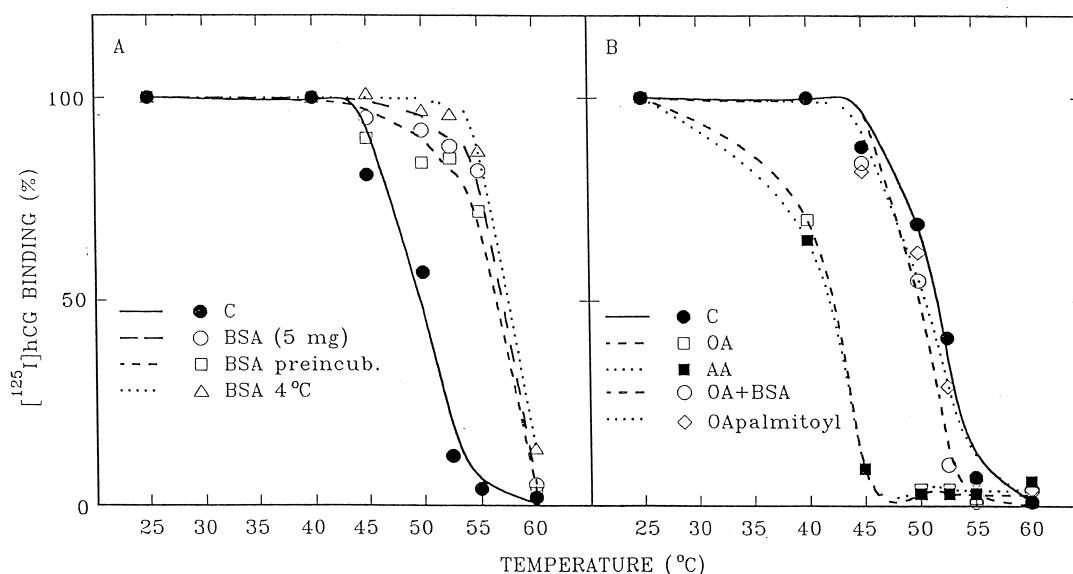 A
B
[125I]hCG BINDING (%)
100
50
0
C
BSA (5 mg)
BSA preincub.
BSA 4°C
C
OA
AA
OA+BSA
OApalmitoyl
25 30 35 40 45 50 55 60
25 30 35 40 45 50 55 60
TEMPERATURE (°C)